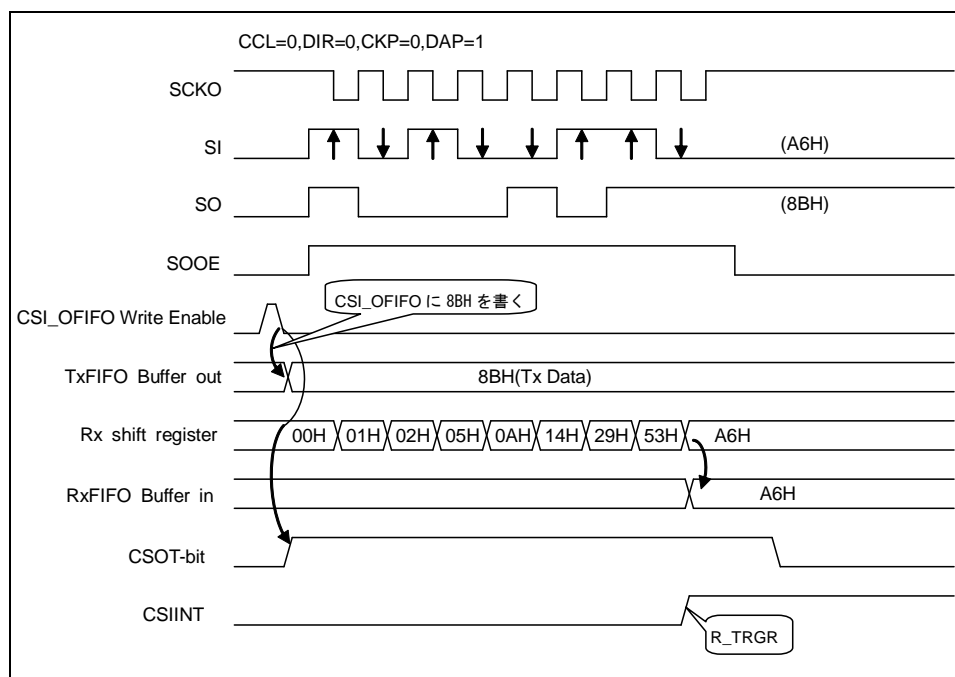 CCL=0,DIR=0,CKP=0,DAP=1
SCKO
SI
(A6H)
SO
(8BH)
SOOE
CSI_OFIFO に 8BH を書く
CSI_OFIFO Write Enable
TxFIFO Buffer out
8BH(Tx Data)
Rx shift register
00H 01H 02H 05H 0AH 14H 29H 53H A6H
RxFIFO Buffer in
A6H
CSOT-bit
CSIINT
R_TRGR